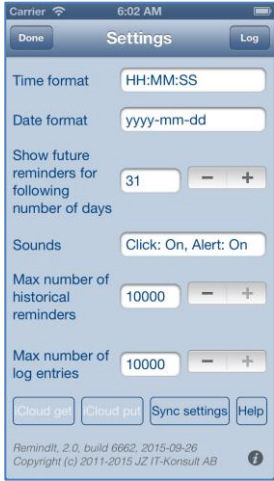 Carrier 6:02 AM
Done Settings Log
Time format HH:MM:SS
Date format yyyy-mm-dd
Show future
reminders for
following
number of days
31 − +
Sounds Click: On, Alert: On
Max number of
historical
reminders
10000 − +
Max number of
log entries
10000 − +
iCloud get iCloud put Sync settings Help
RemindIt, 2.0, build 6662, 2015-09-26
Copyright (c) 2011-2015 JZ IT-Konsult AB
i